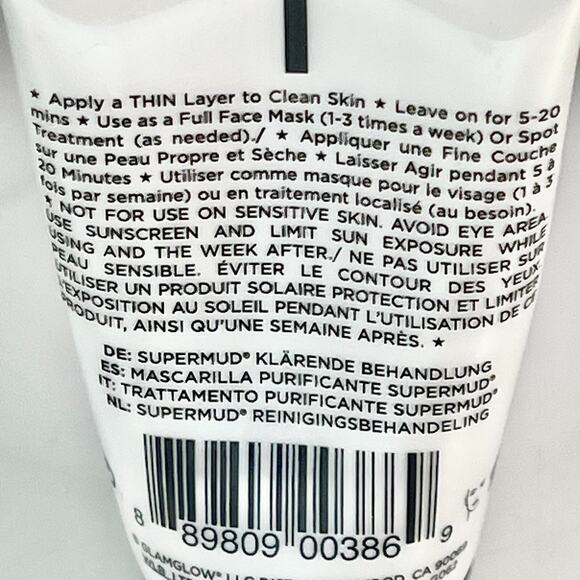 ★ Apply a THIN Layer to Clean Skin ★ Leave on for 5-20
mins ★ Use as a Full Face Mask (1-3 times a week) Or Spot
Treatment (as needed)./ ★ Appliquer une Fine Couche
sur une Peau Propre et Sèche ★ Laisser Agir pendant 5 à
20 Minutes ★ Utiliser comme masque pour le visage (1 à 3
fois par semaine) ou en traitement localisé (au besoin).
★ NOT FOR USE ON SENSITIVE SKIN. AVOID EYE AREA.
USE SUNSCREEN AND LIMIT SUN EXPOSURE WHILE
USING AND THE WEEK AFTER./ NE PAS UTILISER SUR
PEAU SENSIBLE. ÉVITER LE CONTOUR DES YEUX.
UTILISER UN PRODUIT SOLAIRE PROTECTION ET LIMITER
L'EXPOSITION AU SOLEIL PENDANT L'UTILISATION DE CE
PRODUIT, AINSI QU'UNE SEMAINE APRÈS. ★
DE: SUPERMUD® KLÄRENDE BEHANDLUNG
ES: MASCARILLA PURIFICANTE SUPERMUD®
IT: TRATTAMENTO PURIFICANTE SUPERMUD®
NL: SUPERMUD® REINIGINGSBEHANDELING
8 89809 00386 9
® GLAMGLOW® LLC CA 90069